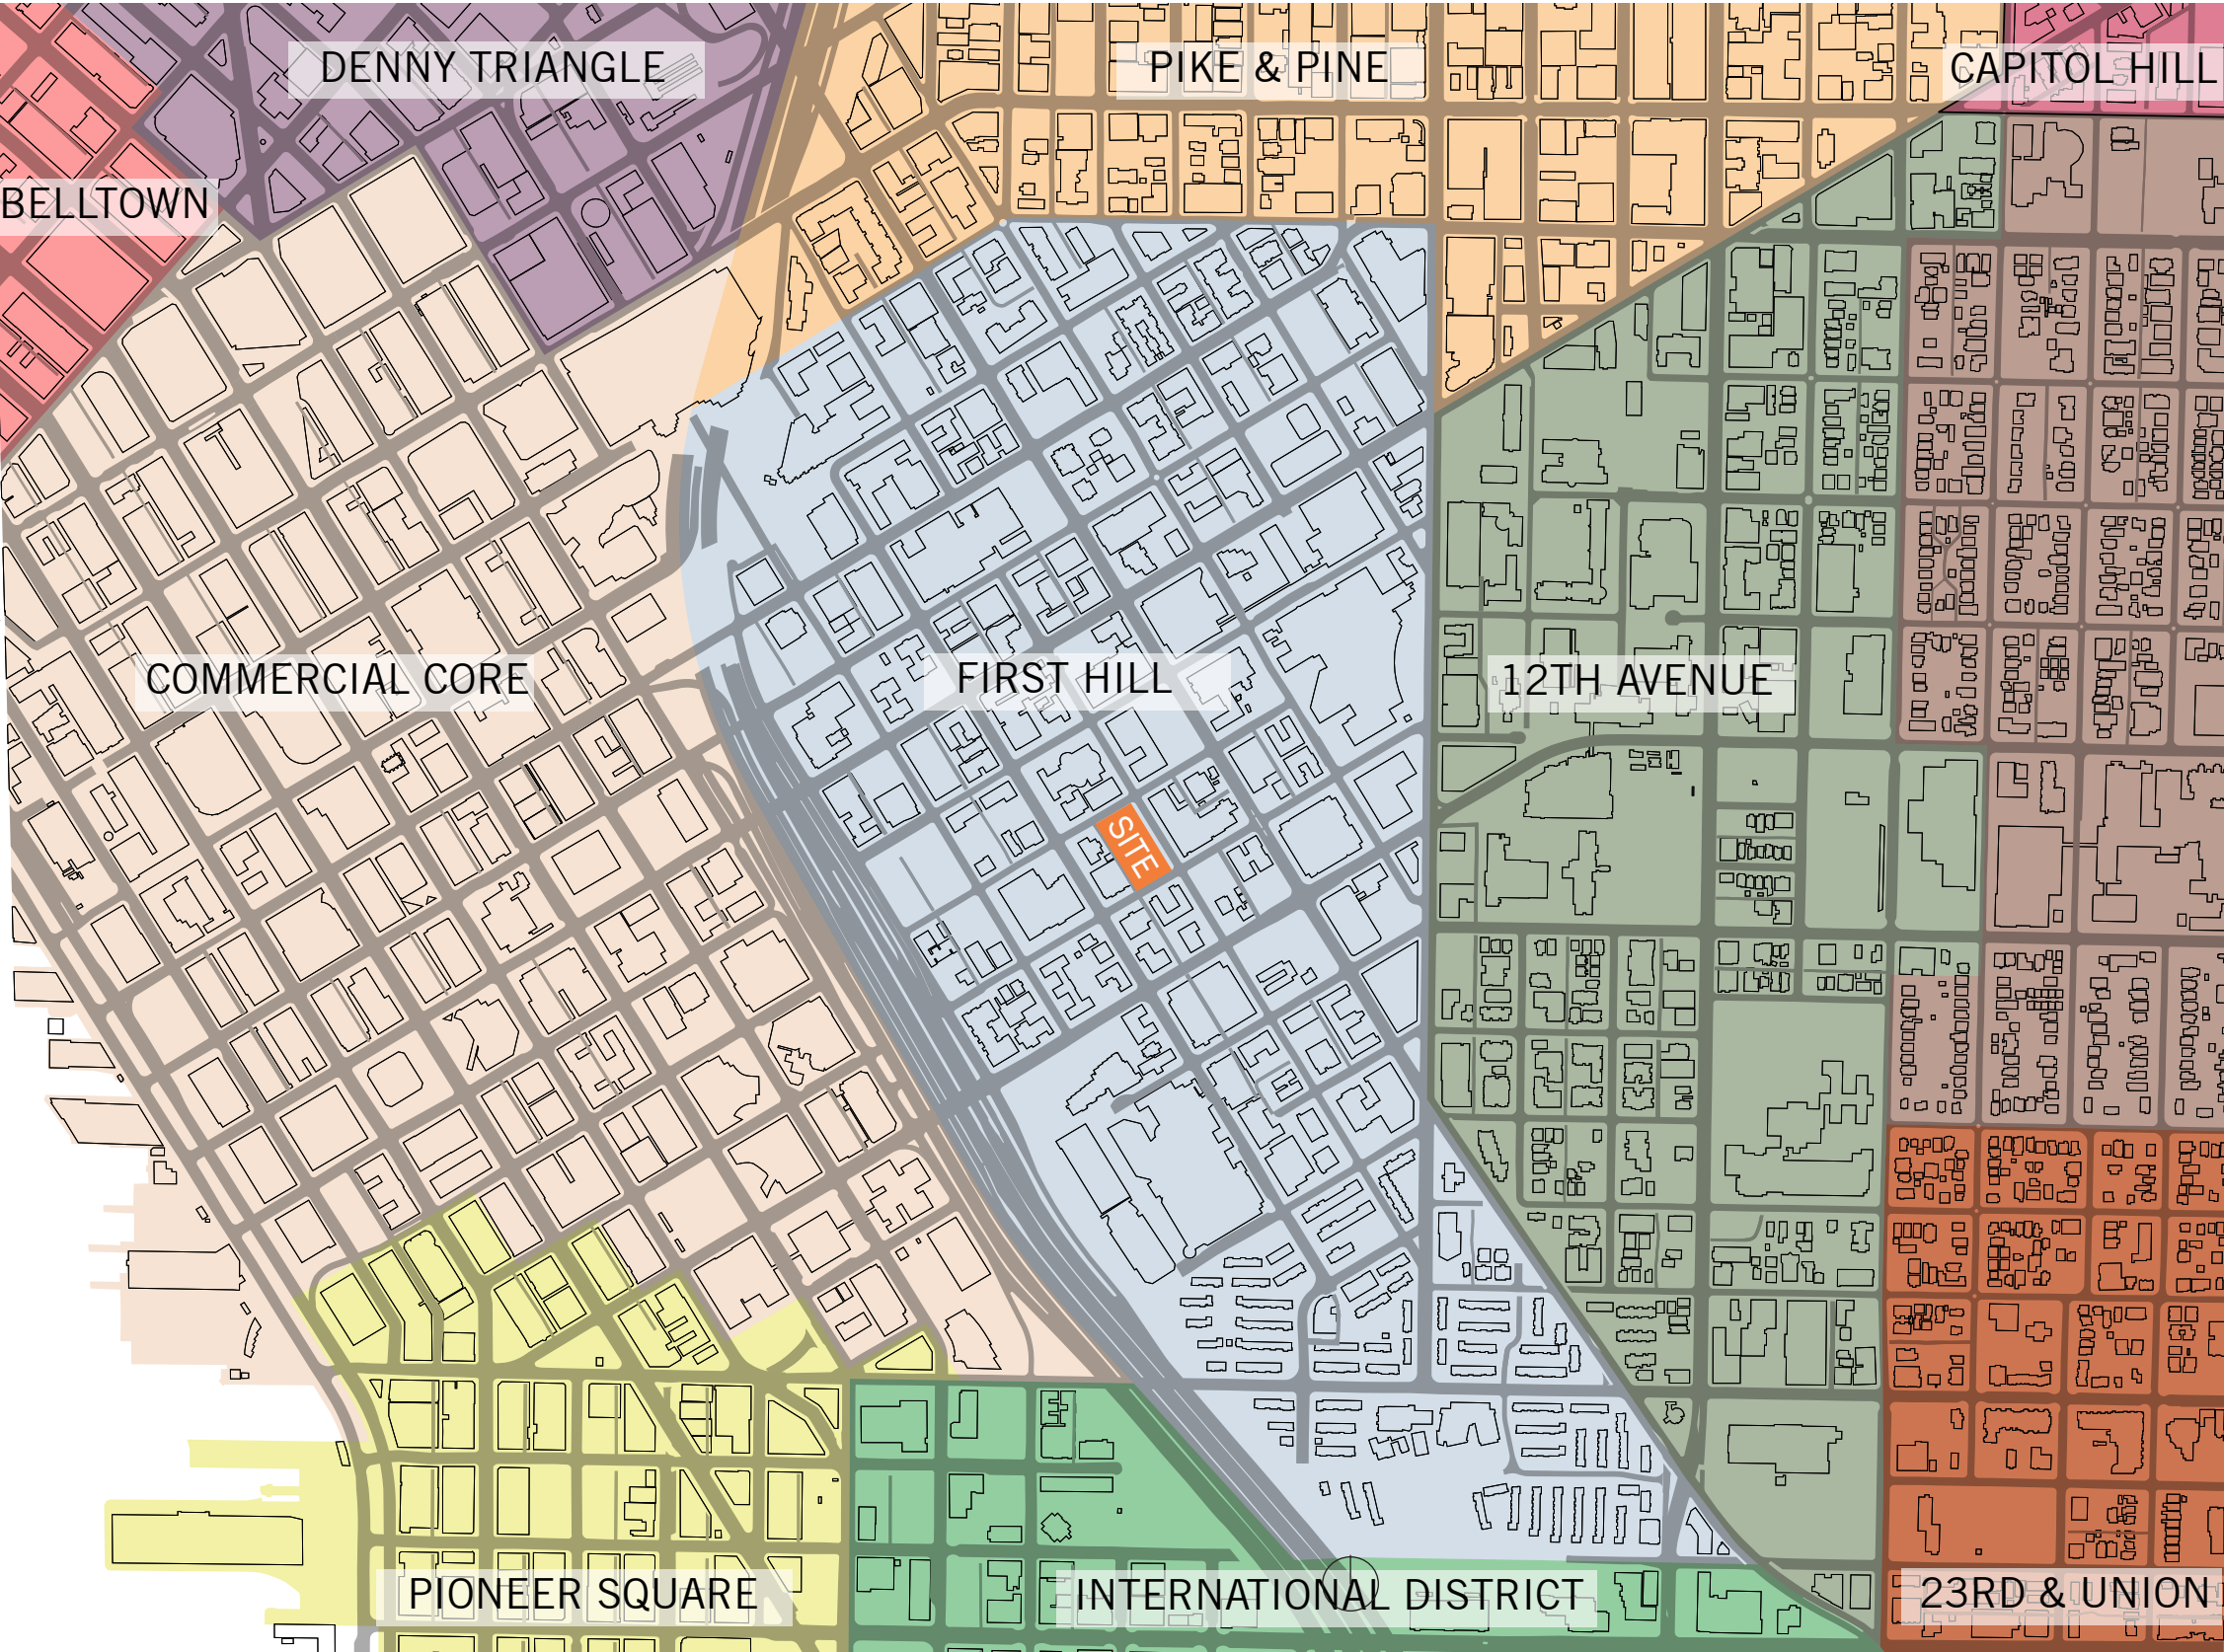 DENNY TRIANGLE
PIKE & PINE
CAPITOL HILL
BELLTOWN
COMMERCIAL CORE
FIRST HILL
12TH AVENUE
SITE
PIONEER SQUARE
INTERNATIONAL DISTRICT
23RD & UNION